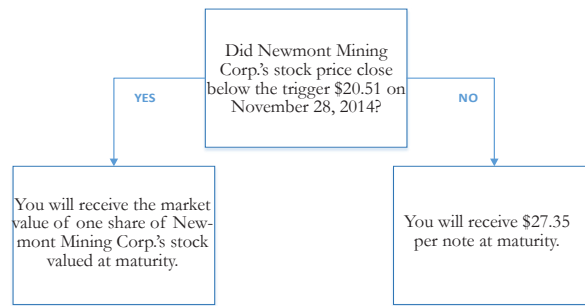 Did Newmont Mining
Corp.'s stock price close
below the trigger $20.51 on
November 28, 2014?
YES
NO
You will receive the market
value of one share of New-
mont Mining Corp.'s stock
valued at maturity.
You will receive $27.35
per note at maturity.